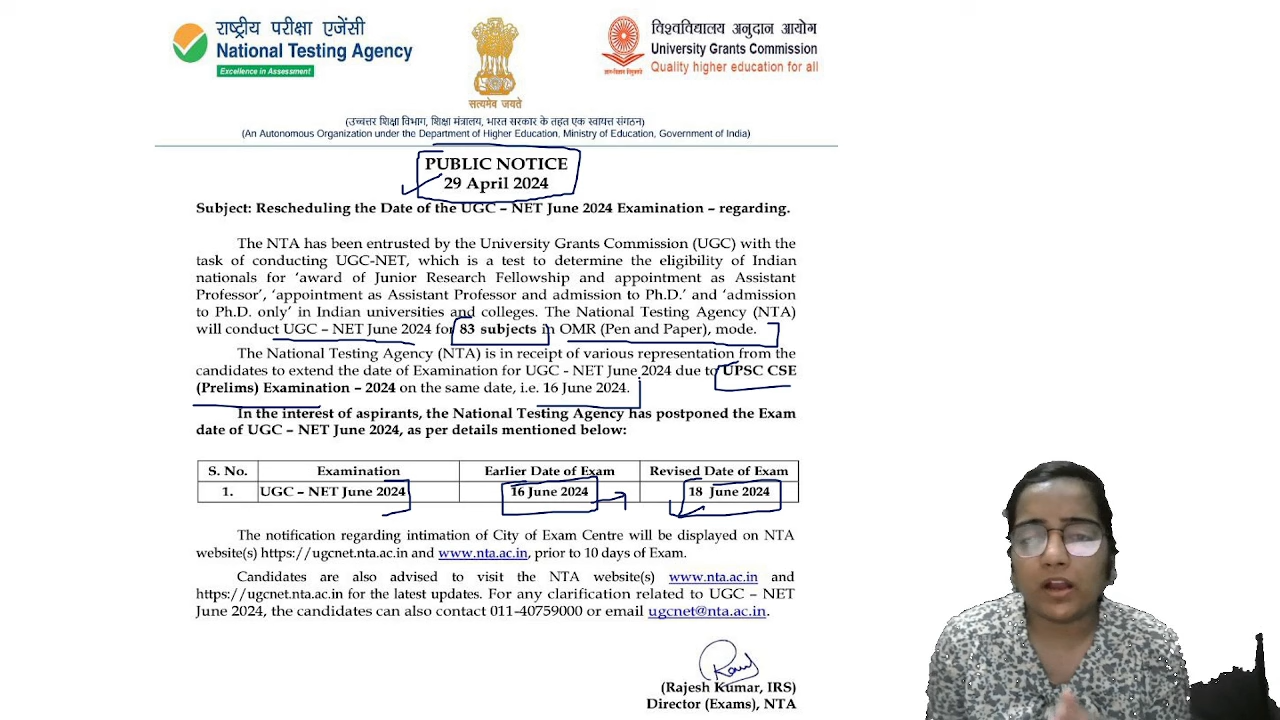 राष्ट्रीय परीक्षा एजेंसी
National Testing Agency
Excellence in Assessment
सत्यमेव जयते
विश्वविद्यालय अनुदान आयोग
University Grants Commission
Quality higher education for all
(उच्चत्तर शिक्षा विभाग, शिक्षा मंत्रालय, भारत सरकार के तहत एक स्वायत्त संगठन)
(An Autonomous Organization under the Department of Higher Education, Ministry of Education, Government of India)
PUBLIC NOTICE
29 April 2024
Subject: Rescheduling the Date of the UGC – NET June 2024 Examination – regarding.
The NTA has been entrusted by the University Grants Commission (UGC) with the
task of conducting UGC-NET, which is a test to determine the eligibility of Indian
nationals for ‘award of Junior Research Fellowship and appointment as Assistant
Professor’, ‘appointment as Assistant Professor and admission to Ph.D.’ and ‘admission
to Ph.D. only’ in Indian universities and colleges. The National Testing Agency (NTA)
will conduct UGC – NET June 2024 for 83 subjects in OMR (Pen and Paper), mode.
The National Testing Agency (NTA) is in receipt of various representation from the
candidates to extend the date of Examination for UGC - NET June 2024 due to UPSC CSE
(Prelims) Examination – 2024 on the same date, i.e. 16 June 2024.
In the interest of aspirants, the National Testing Agency has postponed the Exam
date of UGC – NET June 2024, as per details mentioned below:
S. No. Examination Earlier Date of Exam Revised Date of Exam
1. UGC – NET June 2024 16 June 2024 18 June 2024
The notification regarding intimation of City of Exam Centre will be displayed on NTA
website(s) https://ugcnet.nta.ac.in and www.nta.ac.in, prior to 10 days of Exam.
Candidates are also advised to visit the NTA website(s) www.nta.ac.in and
https://ugcnet.nta.ac.in for the latest updates. For any clarification related to UGC – NET
June 2024, the candidates can also contact 011-40759000 or email ugcnet@nta.ac.in.
(Rajesh Kumar, IRS)
Director (Exams), NTA